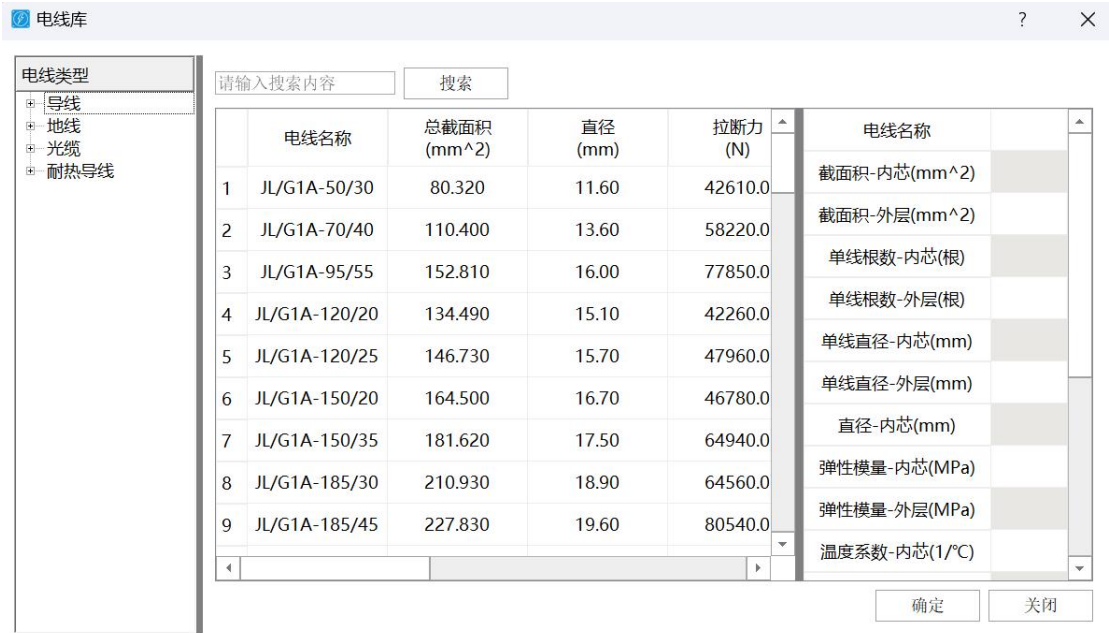 电线库
?
电线类型
导线
地线
光缆
耐热导线
请输入搜索内容 搜索
电线名称 总截面积 直径 拉断力
(mm^2) (mm) (N)
1 JL/G1A-50/30 80.320 11.60 42610.0
2 JL/G1A-70/40 110.400 13.60 58220.0
3 JL/G1A-95/55 152.810 16.00 77850.0
4 JL/G1A-120/20 134.490 15.10 42260.0
5 JL/G1A-120/25 146.730 15.70 47960.0
6 JL/G1A-150/20 164.500 16.70 46780.0
7 JL/G1A-150/35 181.620 17.50 64940.0
8 JL/G1A-185/30 210.930 18.90 64560.0
9 JL/G1A-185/45 227.830 19.60 80540.0
电线名称
截面积-内芯(mm^2)
截面积-外层(mm^2)
单线根数-内芯(根)
单线根数-外层(根)
单线直径-内芯(mm)
单线直径-外层(mm)
直径-内芯(mm)
弹性模量-内芯(MPa)
弹性模量-外层(MPa)
温度系数-内芯(1/℃)
确定 关闭